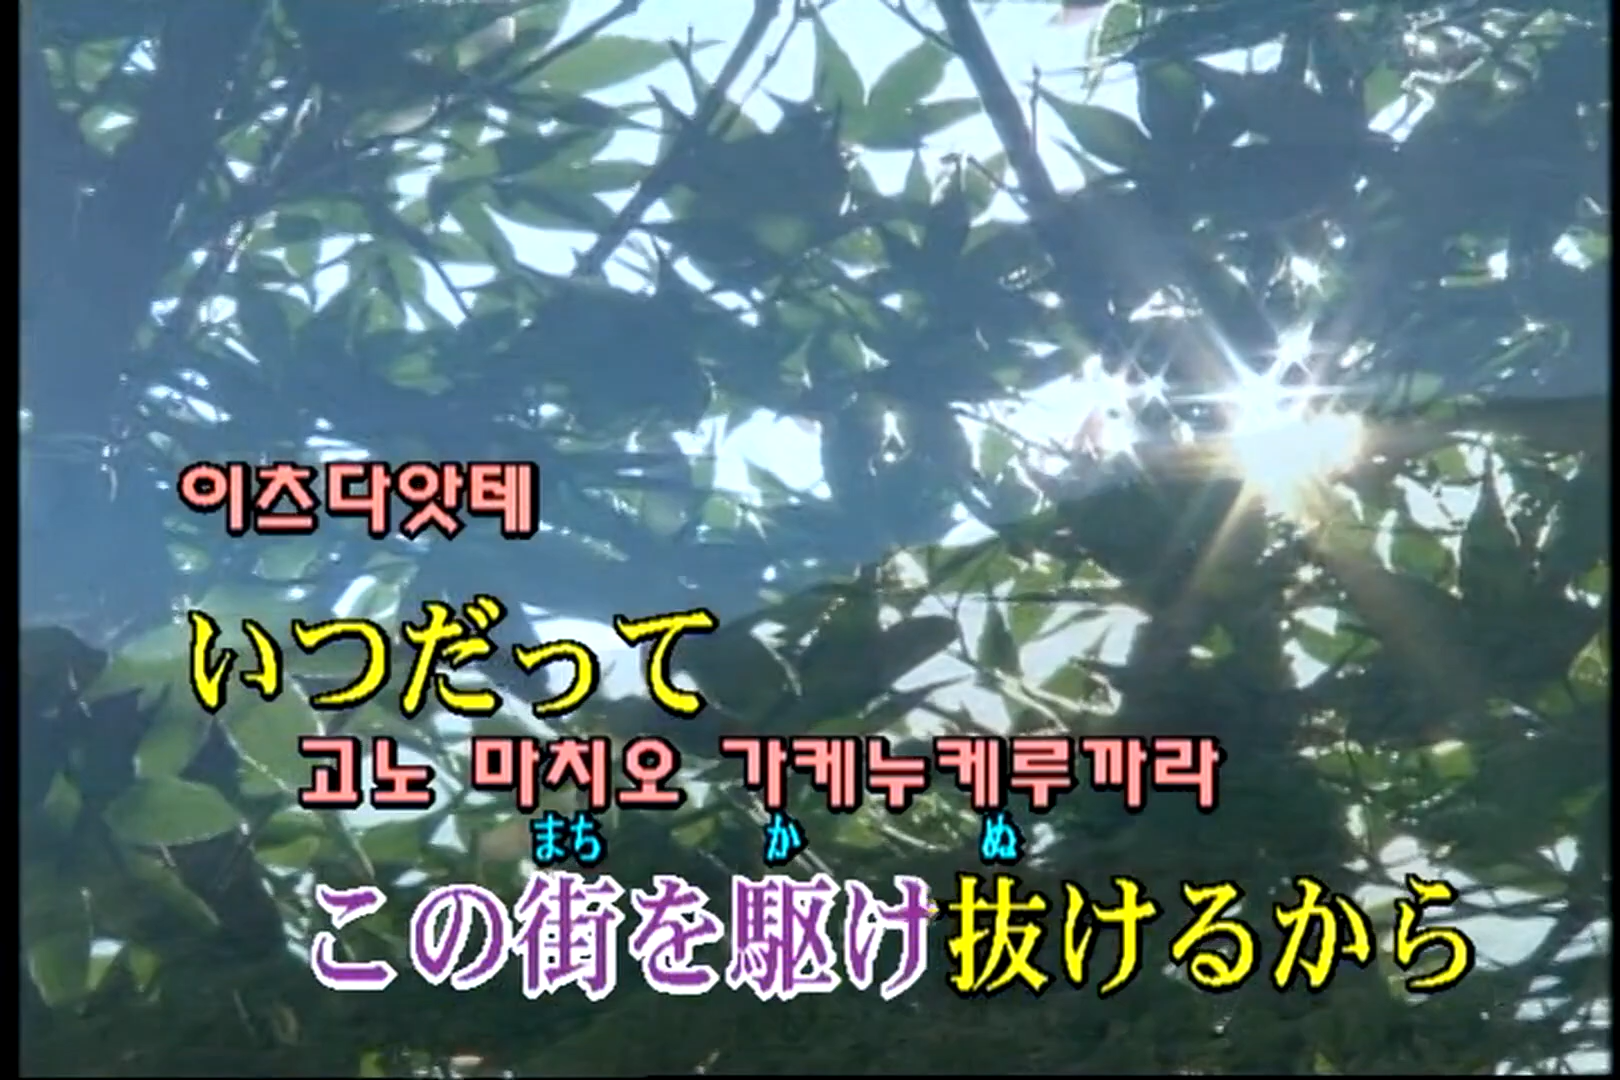 이츠다앗테
いつだって
고노 마치오 가케누케루까라
まち か ぬ
この街を駆け抜けるから